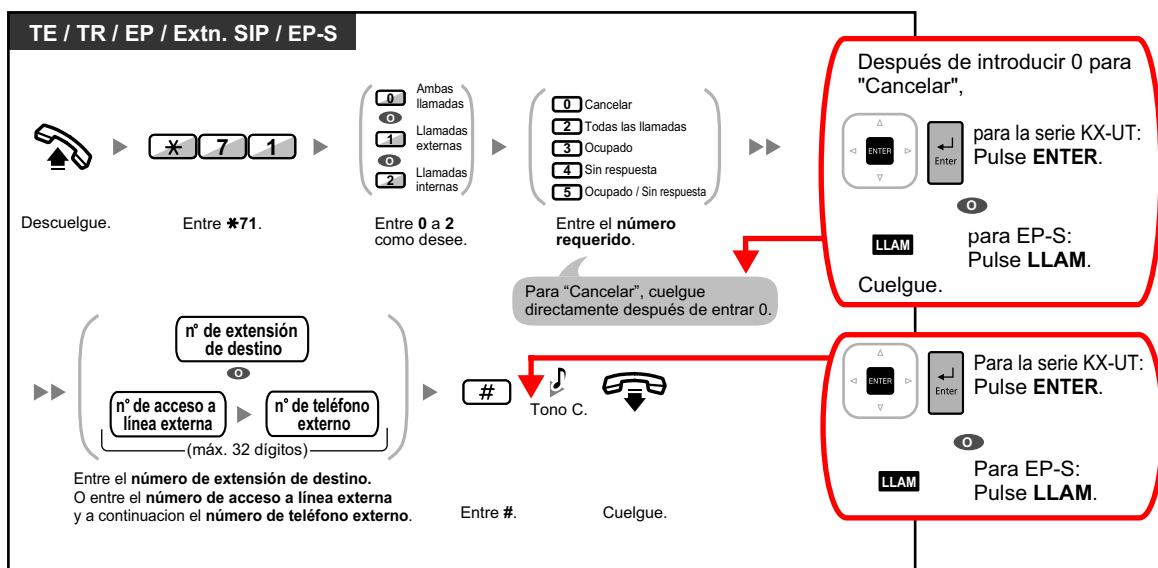 TE / TR / EP / Extn. SIP / EP-S
Descuelgue.
7 1
Entre *71.
0 Ambas
llamadas
O
1 Llamadas
externas
O
2 Llamadas
internas
Entre 0 a 2
como desee.
0 Cancelar
2 Todas las llamadas
3 Ocupado
4 Sin respuesta
5 Ocupado / Sin respuesta
Entre el número
requerido.
Para “Cancelar”, cuelgue
directamente después de entrar 0.
Después de introducir 0 para
"Cancelar",
ENTER
Enter
para la serie KX-UT:
Pulse ENTER.
O
LLAM
para EP-S:
Pulse LLAM.
Cuelgue.
n° de extensión
de destino
O
n° de acceso a
línea externa
n° de teléfono
externo
(máx. 32 dígitos)
Entre el número de extensión de destino.
O entre el número de acceso a línea externa
y a continuacion el número de teléfono externo.
#
Entre #.
Tono C.
Cuelgue.
ENTER
Enter
Para la serie KX-UT:
Pulse ENTER.
O
LLAM
Para EP-S:
Pulse LLAM.